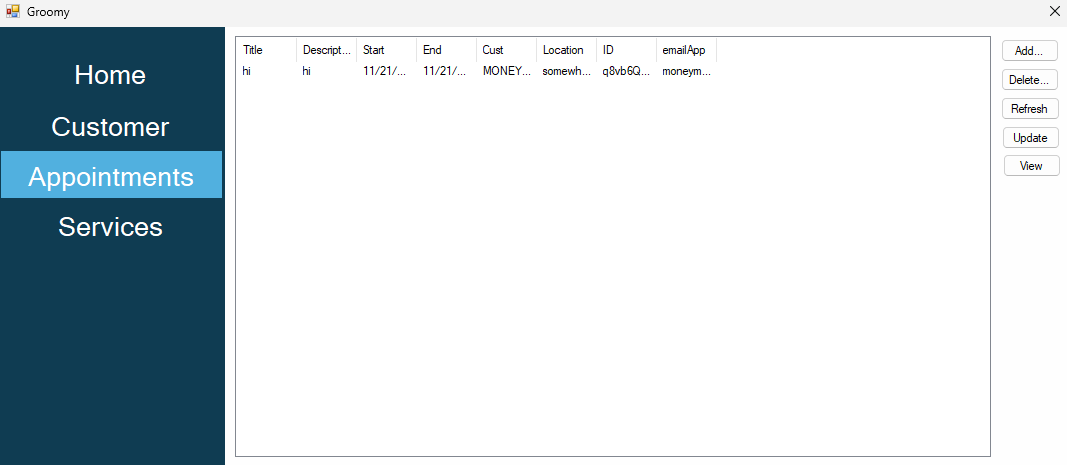 Groomy
Home
Customer
Appointments
Services
Title Descript... Start End Cust Location ID emailApp
hi hi 11/21/... 11/21/... MONEY... somewh... q8vb6Q... moneym...
Add...
Delete...
Refresh
Update
View